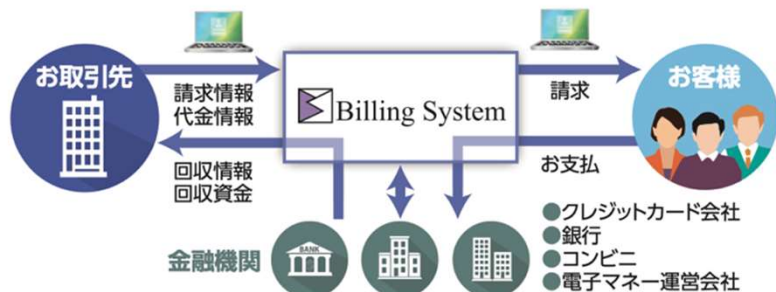 お取引先
請求情報
代金情報
Billing System
請求
お客様
回収情報
回収資金
お支払
金融機関
BANK
●クレジットカード会社
●銀行
●コンビニ
●電子マネー運営会社